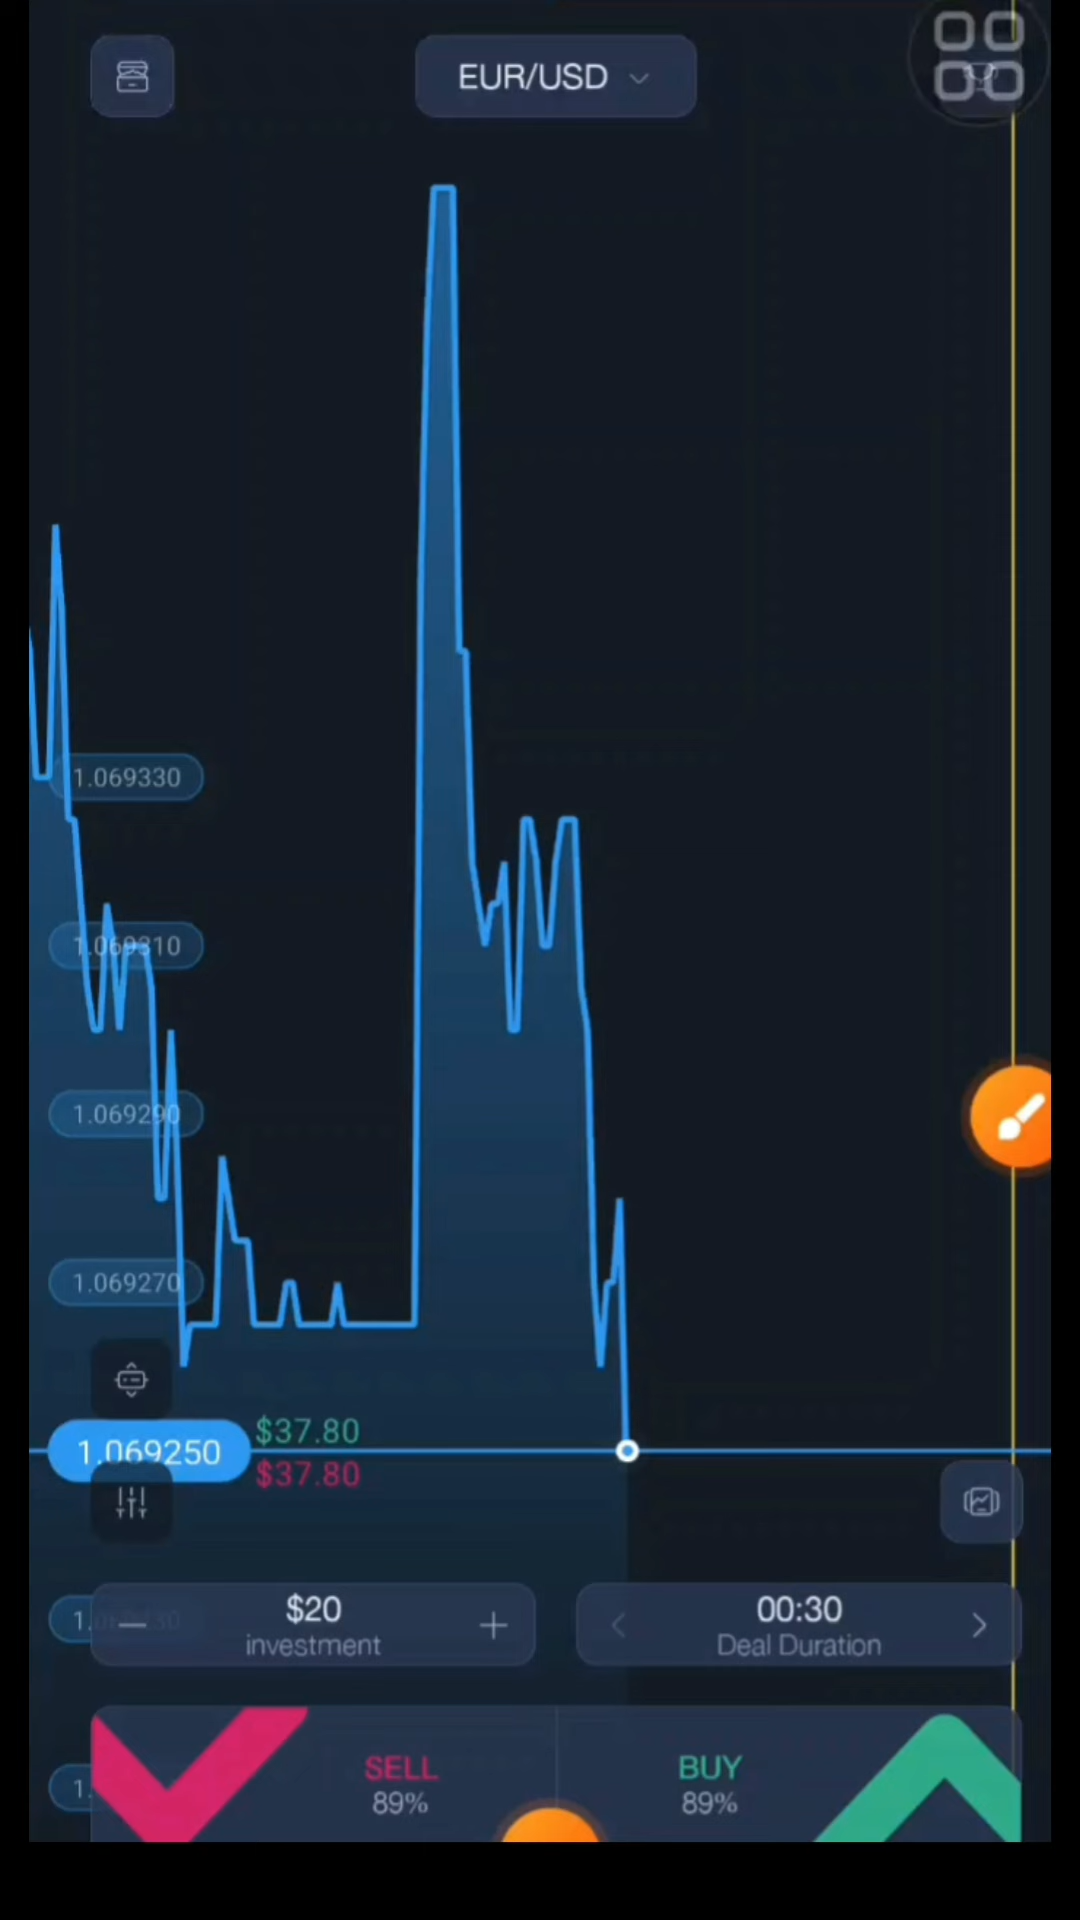 EUR/USD
1.069330
1.069310
1.069290
1.069270
$37.80
1.069250
$37.80
$20
investment
00:30
Deal Duration
SELL
89%
BUY
89%